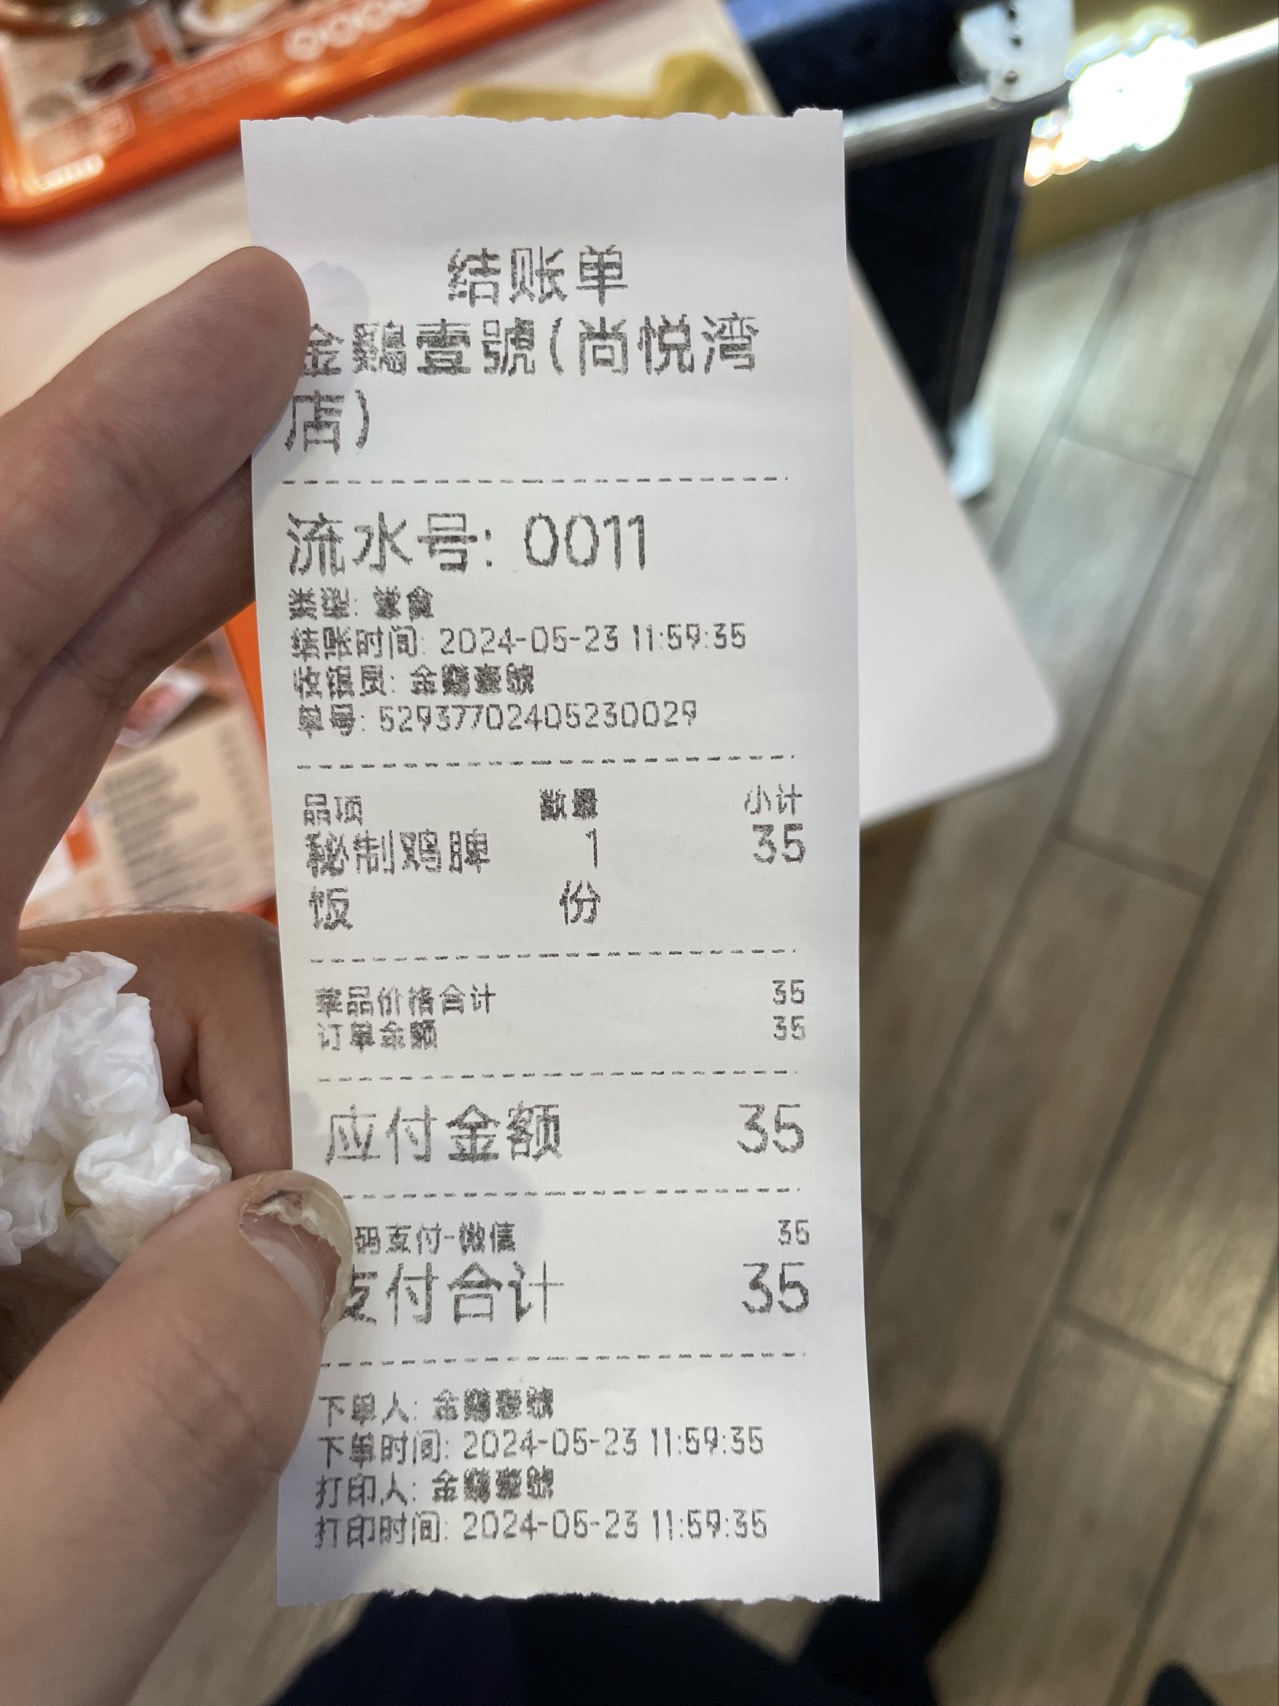 结账单
金鷄壹號(尚悦湾
店)
流水号: 0011
类型: 堂食
结账时间: 2024-05-23 11:59:35
收银员: 金鷄壹號
单号: 52937702405230029
品项 数量 小计
秘制鸡脾 1 35
饭 份
菜品价格合计 35
订单金额 35
应付金额 35
码支付-微信 35
支付合计 35
下单人: 金鷄壹號
下单时间: 2024-05-23 11:59:35
打印人: 金鷄壹號
打印时间: 2024-05-23 11:59:35